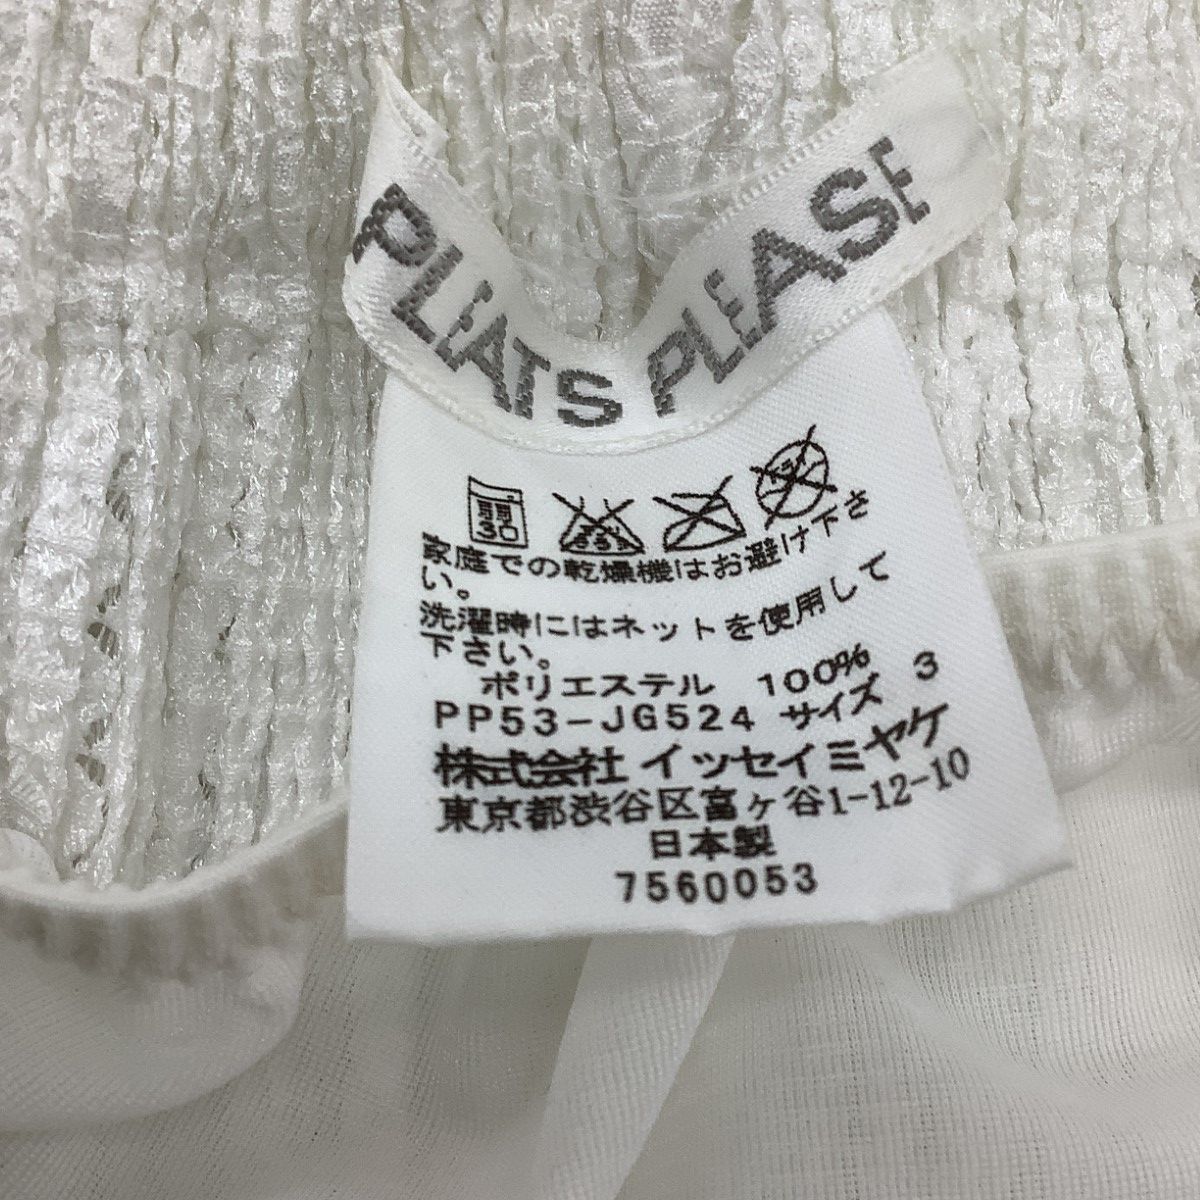 PLEATS PLEASE
弱
30
家庭での乾燥機はお避け下さ
い。
洗濯時にはネットを使用して
下さい。
ポリエステル 100%
PP53-JG524 サイズ 3
株式会社イッセイミヤケ
東京都渋谷区富ヶ谷1-12-10
日本製
7560053